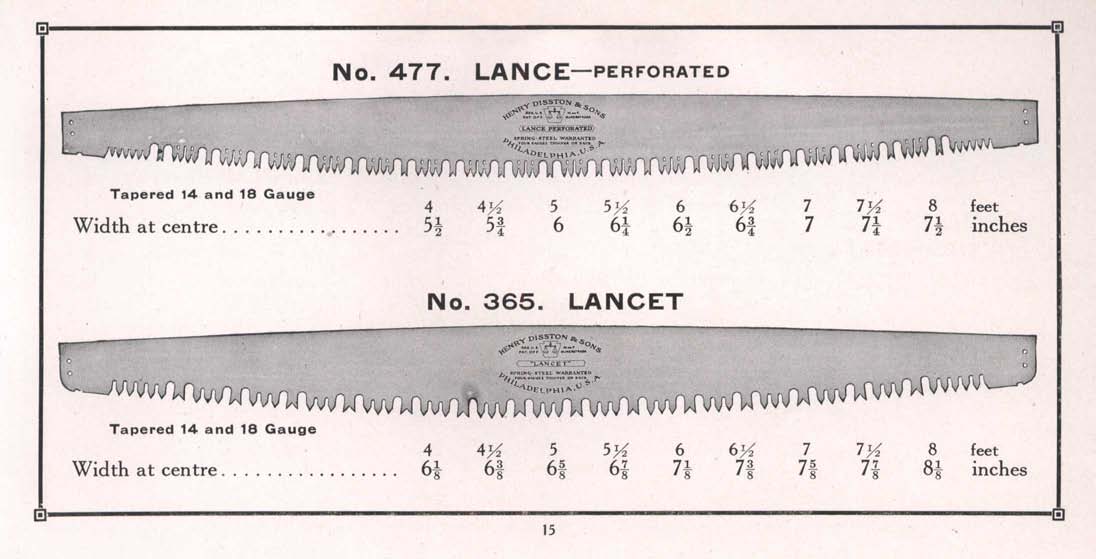 No. 477. LANCE—PERFORATED
HENRY DISSTON & SONS
LANCE PERFORATED
SPRING-STEEL WARRANTED
PHILADELPHIA, U.S.A
Tapered 14 and 18 Gauge
4 4½ 5 5½ 6 6½ 7 7½ 8 feet
Width at centre................. 5½ 5¾ 6 6¼ 6½ 6¾ 7 7¼ 7½ inches
No. 365. LANCET
HENRY DISSTON & SONS
"LANCET"
SPRING-STEEL WARRANTED
PHILADELPHIA, U.S.A
Tapered 14 and 18 Gauge
4 4½ 5 5½ 6 6½ 7 7½ 8 feet
Width at centre................. 6⅛ 6⅜ 6⅝ 6⅞ 7⅛ 7⅜ 7⅝ 7⅞ 8⅛ inches
15